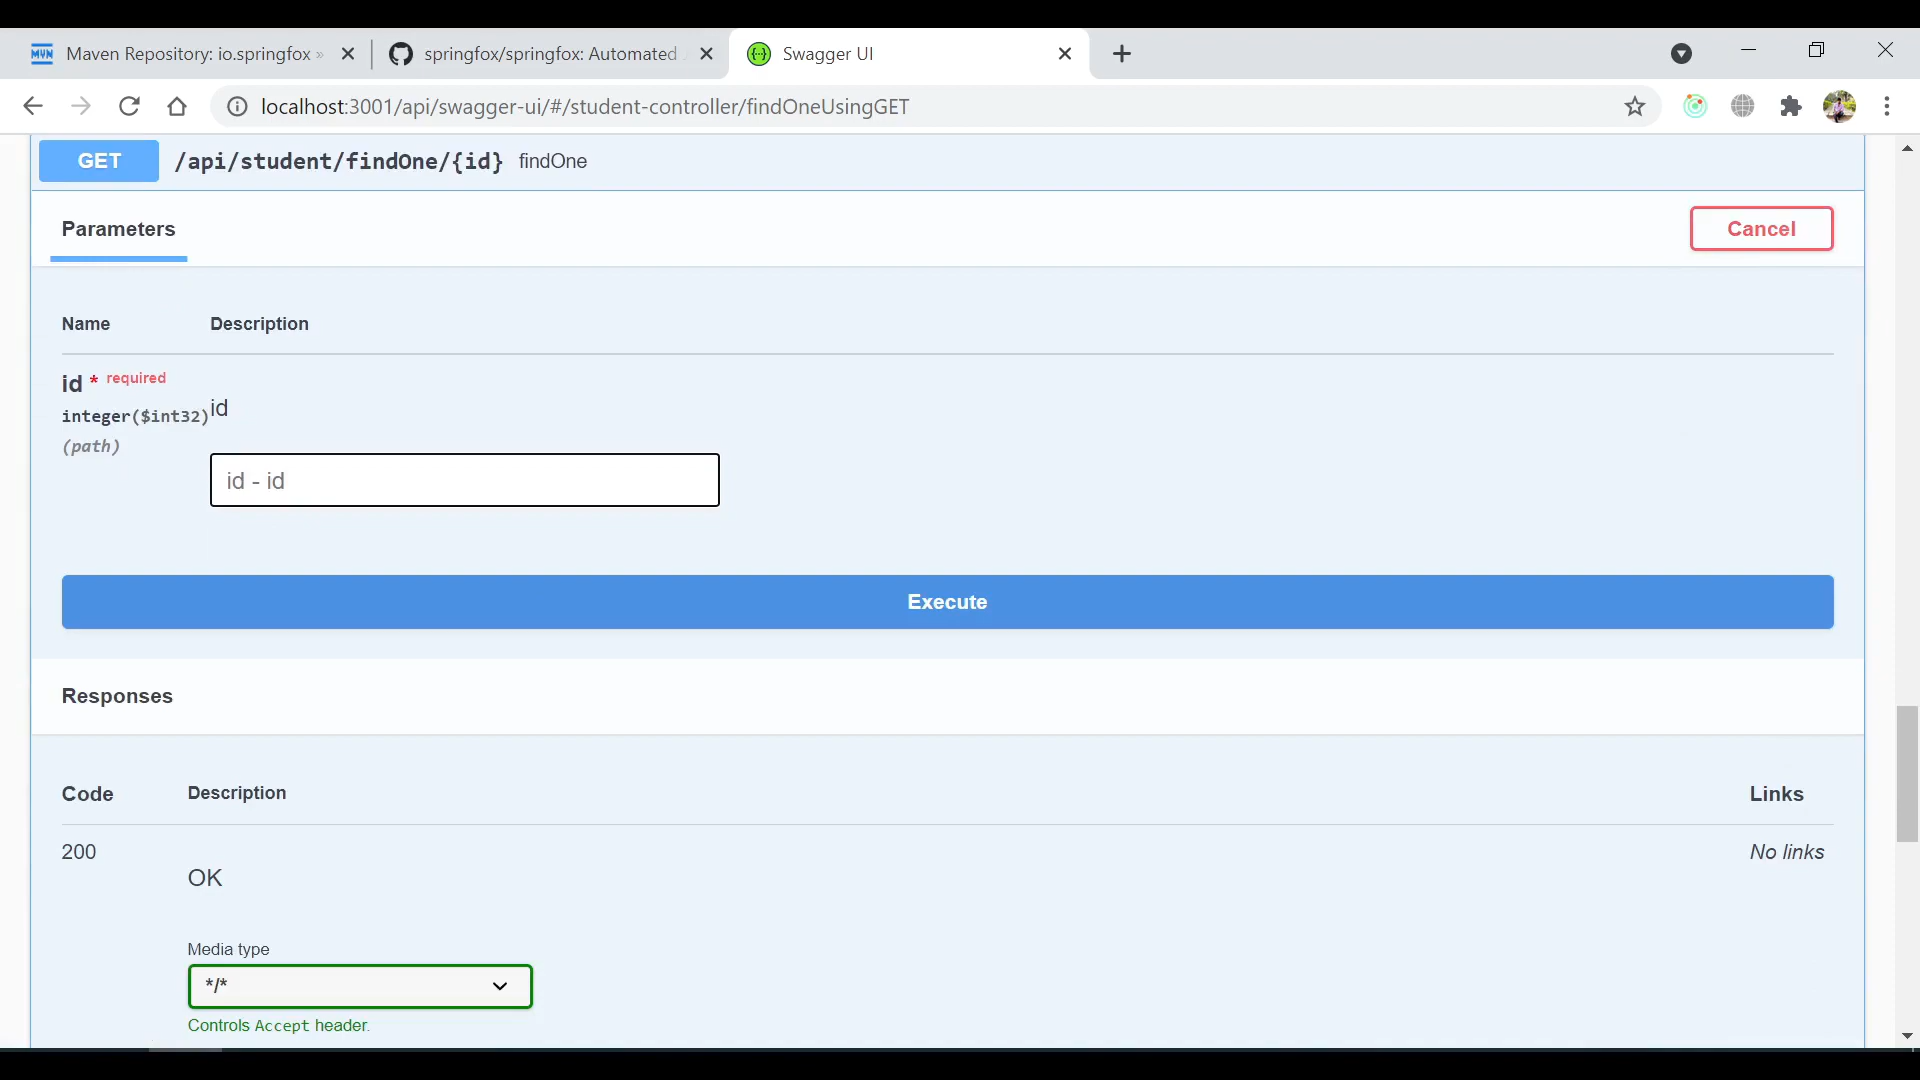 MVN Maven Repository: io.springfox »
springfox/springfox: Automated
Swagger UI
localhost:3001/api/swagger-ui/#/student-controller/findOneUsingGET
GET /api/student/findOne/{id} findOne
Parameters
Cancel
Name Description
id * required
integer($int32)
(path)
id
id - id
Execute
Responses
Code Description Links
200
OK
No links
Media type
*/*
Controls Accept header.